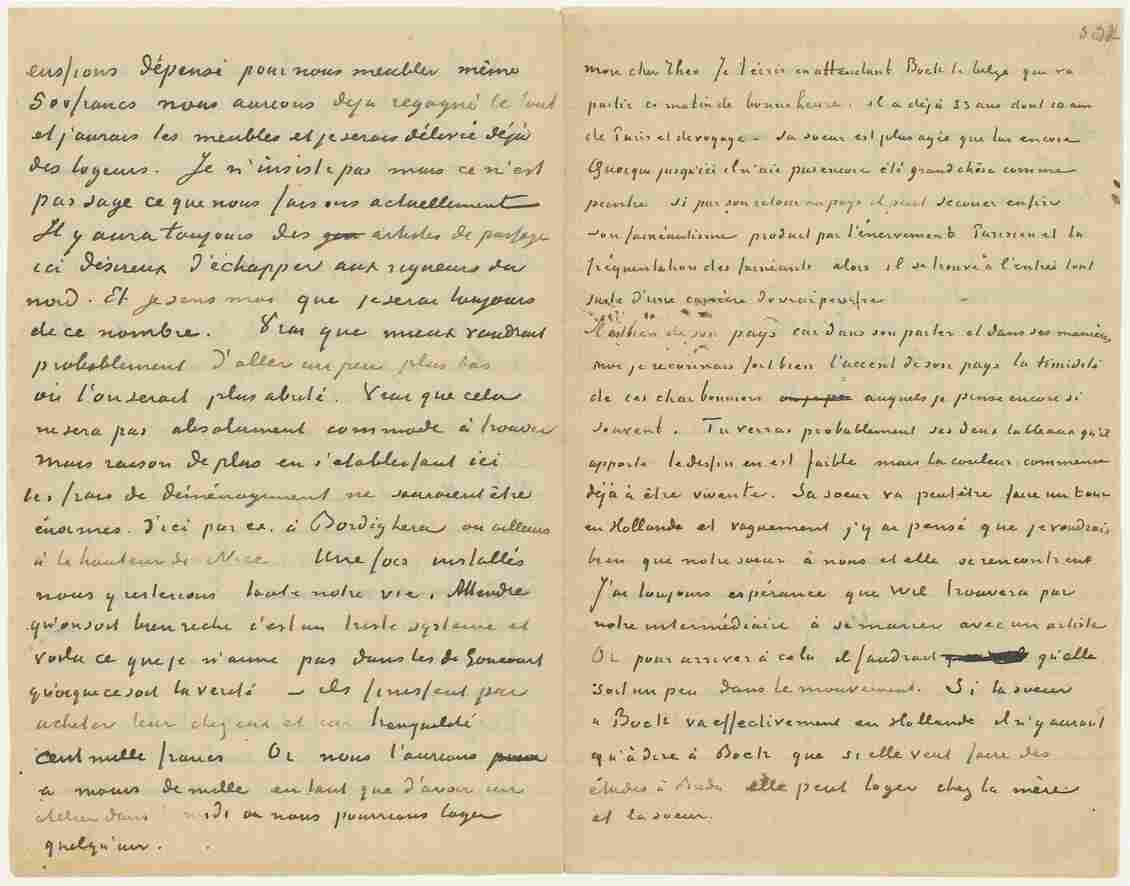 eussions dépensé pour nous meubler même
500 francs nous aurions deja regagné le tout
et j'aurais les meubles et je serais délivré déjà
des logeurs. Je n'insiste pas mais ce n'est
pas sage ce que nous faisons actuellement
Il y aura toujours des artistes de passage
ici désireux d'échapper aux rigueurs du
nord. Et je sens moi que je serai toujours
de ce nombre. Vrai que mieux vaudrait
probablement d'aller un peu plus bas
où l'on serait plus abrité. Vrai que cela
ne sera pas absolument commode à trouver
mais raison de plus en s'etablissant ici
les frais de déménagement ne sauraient être
énormes. D'ici par ex. à Bordighera ou ailleurs
à la hauteur de Nice. Une fois installés
nous y resterions toute notre vie. Attendre
qu'on soit bien riche c'est un triste systeme et
voila ce que je n'aime pas dans les de Goncourt
quoique ce soit la verité – ils finissent par
acheter leur chez eux et leur tranquilité
cent mille francs Or nous l'aurions
à moins de mille en tant que d'avoir un
atelier dans midi ou nous pourrions loger
quelqu'un.
mon cher Theo Je t'écris en attendant Bock le belge qui va
partir ce matin de bonne heure. il a déjà 33 ans dont 10 ans
de Paris et de voyage – sa soeur est plus agée que lui encore
Quoique jusqu'ici il n'aie pas encore été grand chôse comme
peintre si par son retour au pays il peut secouer enfin
son fainéantisme produit par l'énervement Parisien et la
fréquentation des fainéants alors il se trouve à l'entrée tout
juste d'une carrière de vrai peintre
Il est bien de son pays car dans son parler et dans ses manières
moi je reconnais fort bien l'accent de son pays la timidité
de ces charbonniers auxquels je pense encore si
souvent. Tu verras probablement ses deux tableaux qu'il
apporte le dessin en est faible mais la couleur commence
déjà à être vivante. Sa soeur va peutêtre faire un tour
en Hollande et vaguement j'y ai pensé que je voudrais
bien que notre soeur à nous et elle se rencontrent
J'ai toujours espérance que Wil trouvera par
notre intermédiaire à se marier avec un artiste
Or pour arriver à cela il faudrait qu'elle
soit un peu dans le mouvement. Si la soeur
à Bock va effectivement en Hollande il n'y aurait
qu'à dire à Bock que si elle veut faire des
études à Breda elle peut loger chez la mère
et la soeur.